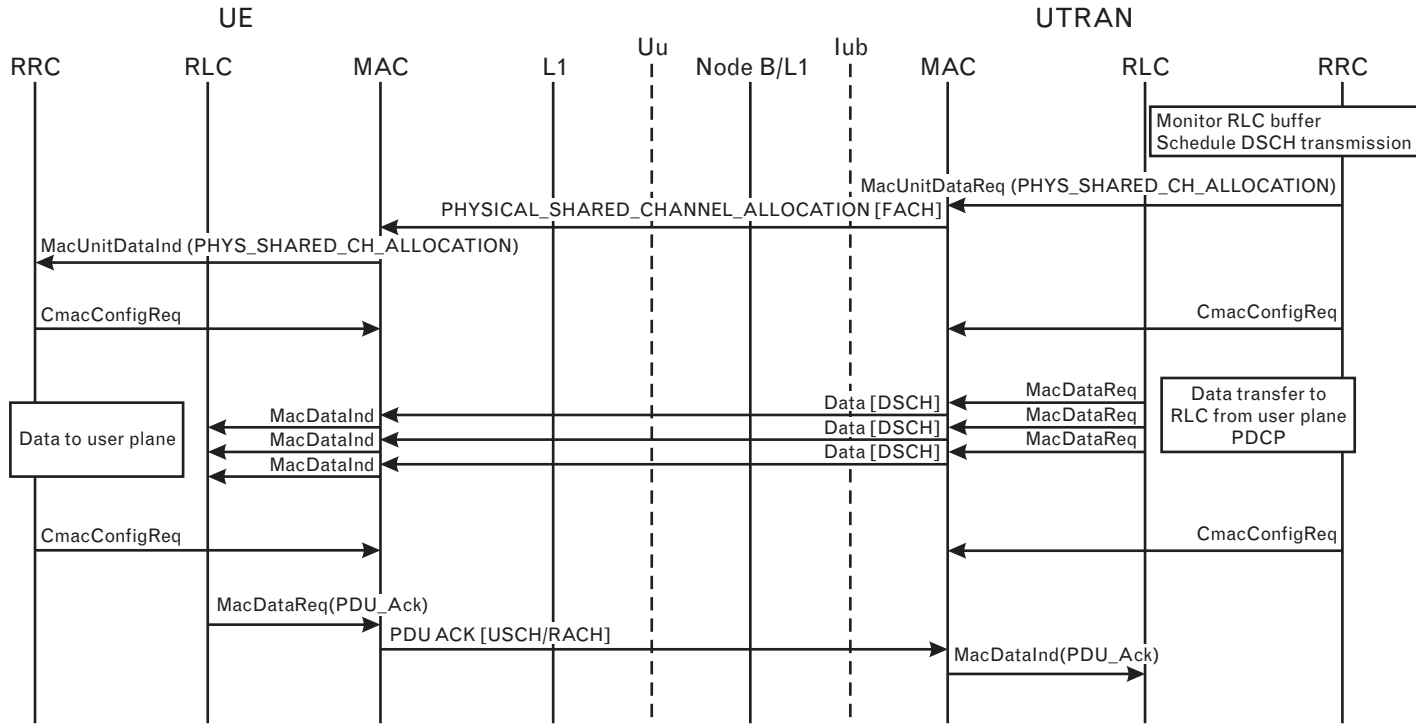 UE
UTRAN
Uu
Iub
RRC
RLC
MAC
L1
Node B/L1
MAC
RLC
RRC
Monitor RLC buffer
Schedule DSCH transmission
MacUnitDataReq (PHYS_SHARED_CH_ALLOCATION)
PHYSICAL_SHARED_CHANNEL_ALLOCATION [FACH]
MacUnitDataInd (PHYS_SHARED_CH_ALLOCATION)
CmacConfigReq
CmacConfigReq
MacDataReq
Data [DSCH]
MacDataInd
MacDataReq
Data [DSCH]
MacDataInd
MacDataReq
Data [DSCH]
MacDataInd
Data transfer to
RLC from user plane
PDCP
Data to user plane
CmacConfigReq
CmacConfigReq
MacDataReq(PDU_Ack)
PDU ACK [USCH/RACH]
MacDataInd(PDU_Ack)